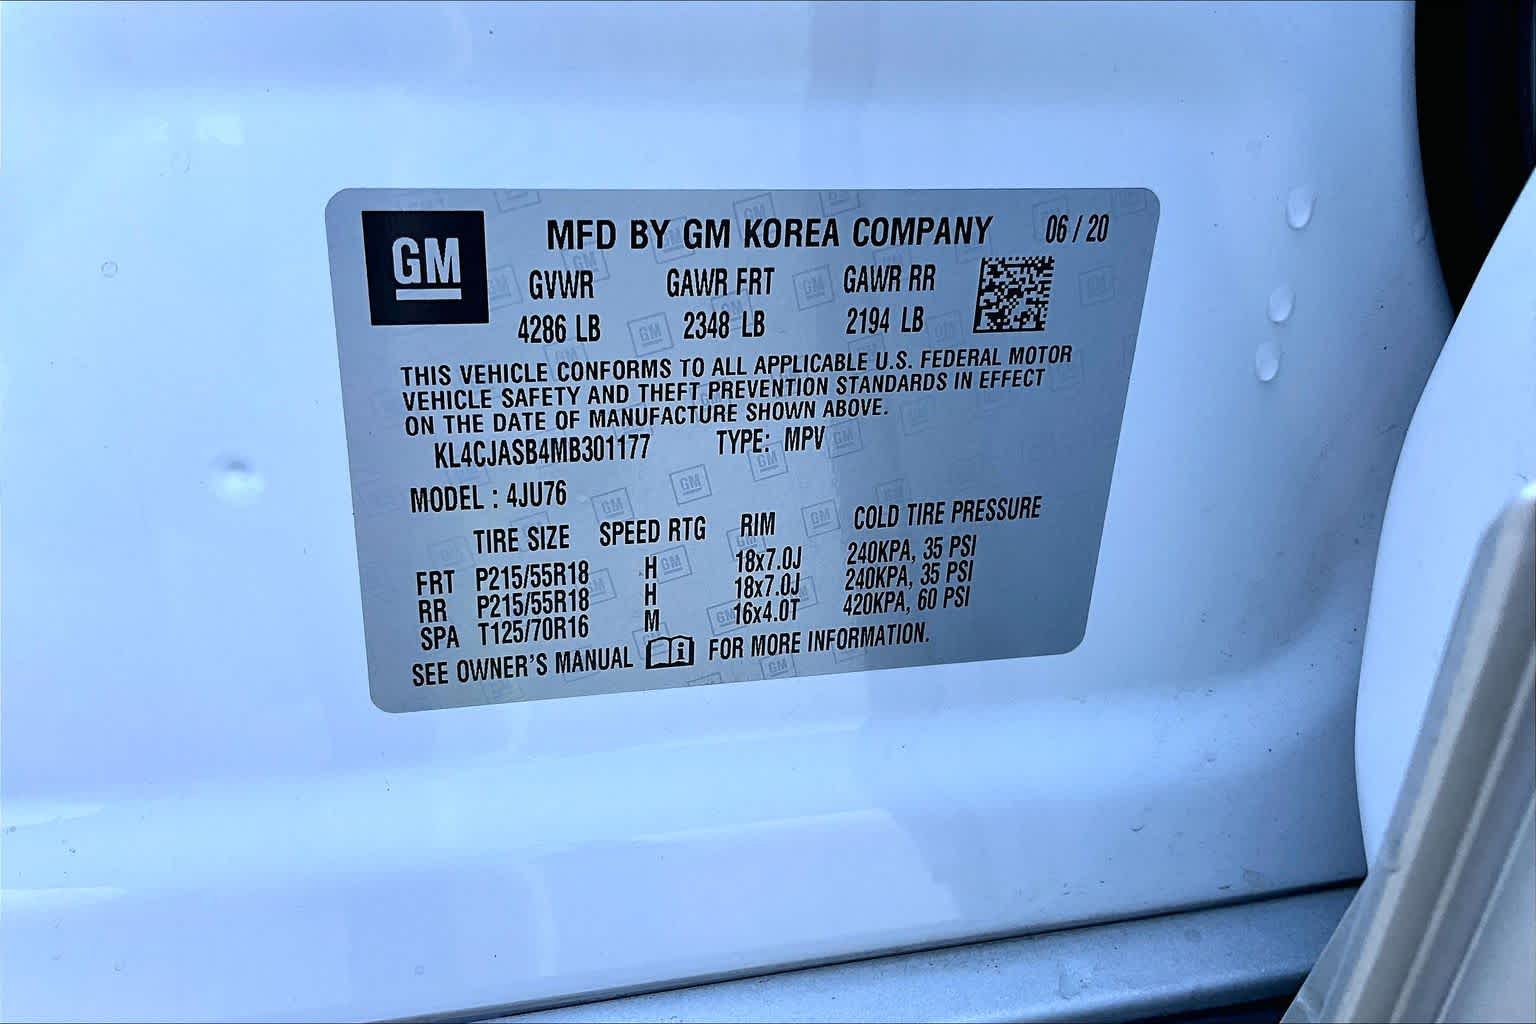 GM
MFD BY GM KOREA COMPANY 06 / 20
GVWR GAWR FRT GAWR RR
4286 LB 2348 LB 2194 LB
THIS VEHICLE CONFORMS TO ALL APPLICABLE U.S. FEDERAL MOTOR
VEHICLE SAFETY AND THEFT PREVENTION STANDARDS IN EFFECT
ON THE DATE OF MANUFACTURE SHOWN ABOVE.
KL4CJASB4MB301177 TYPE: MPV
MODEL : 4JU76
TIRE SIZE SPEED RTG RIM COLD TIRE PRESSURE
FRT P215/55R18 H 18x7.0J 240KPA, 35 PSI
RR P215/55R18 H 18x7.0J 240KPA, 35 PSI
SPA T125/70R16 M 16x4.0T 420KPA, 60 PSI
SEE OWNER'S MANUAL FOR MORE INFORMATION.